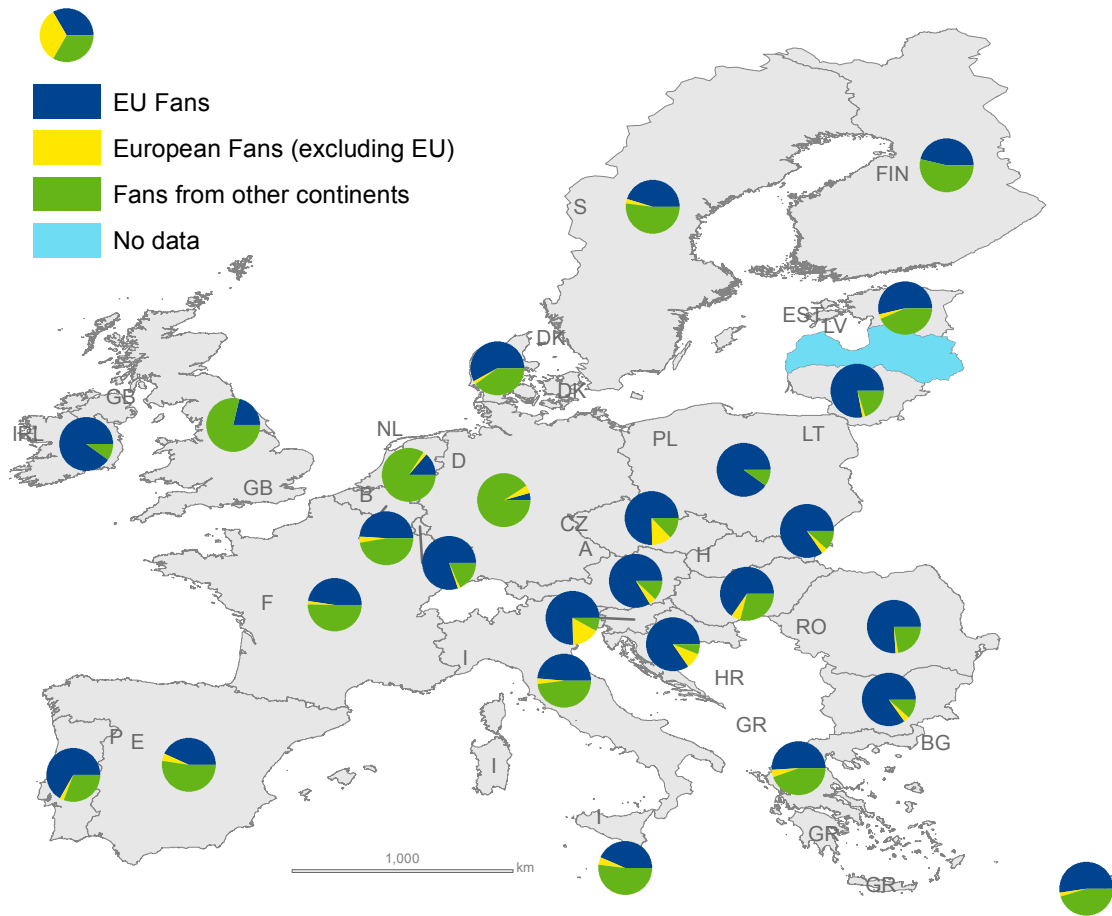 EU Fans
European Fans (excluding EU)
Fans from other continents
No data
FIN
S
EST
LV
DK
DK
GB
IRL
NL
D
PL
LT
GB
B
CZ
A
H
F
RO
I
HR
GR
BG
P
E
I
I
GR
GR
1,000
km